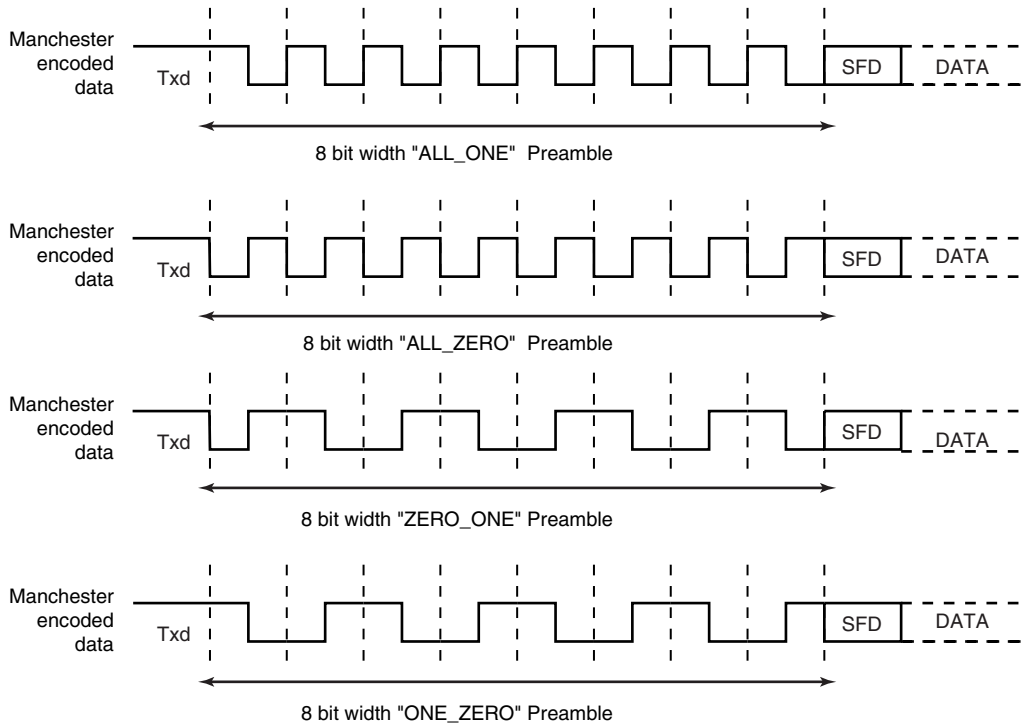 Manchester
encoded
data
Txd
SFD
DATA
8 bit width "ALL_ONE" Preamble
Manchester
encoded
data
Txd
SFD
DATA
8 bit width "ALL_ZERO" Preamble
Manchester
encoded
data
Txd
SFD
DATA
8 bit width "ZERO_ONE" Preamble
Manchester
encoded
data
Txd
SFD
DATA
8 bit width "ONE_ZERO" Preamble